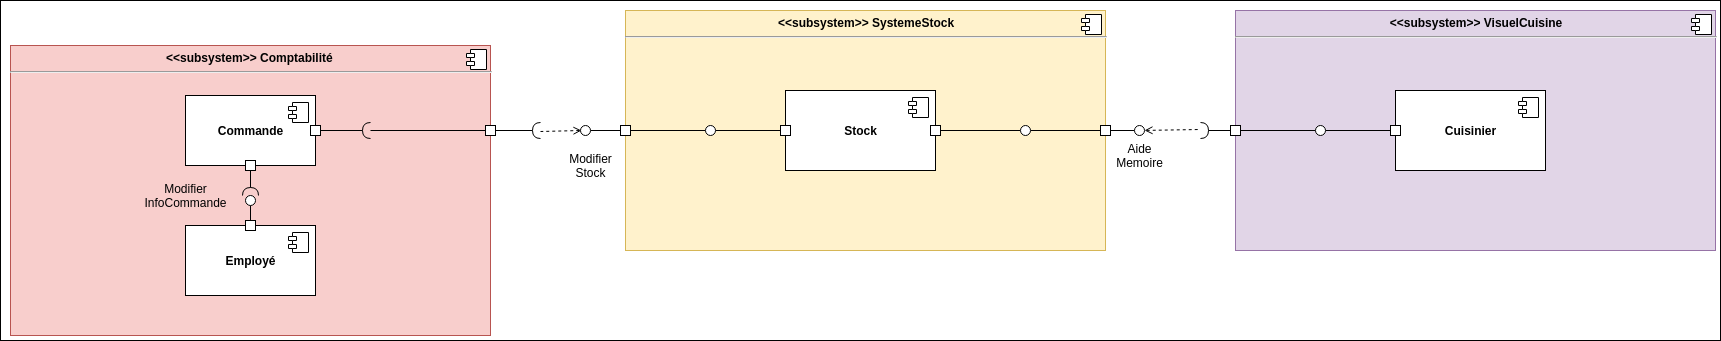 <<subsystem>> Comptabilité
Commande
Modifier
InfoCommande
Employé
Modifier
Stock
<<subsystem>> SystemeStock
Stock
Aide
Memoire
<<subsystem>> VisuelCuisine
Cuisinier